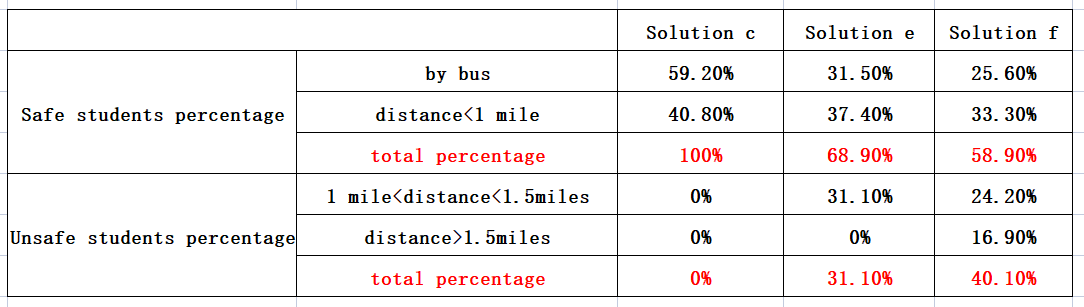 Solution c Solution e Solution f
by bus 59.20% 31.50% 25.60%
Safe students percentage distance<1 mile 40.80% 37.40% 33.30%
total percentage 100% 68.90% 58.90%
1 mile<distance<1.5miles 0% 31.10% 24.20%
Unsafe students percentage distance>1.5miles 0% 0% 16.90%
total percentage 0% 31.10% 40.10%